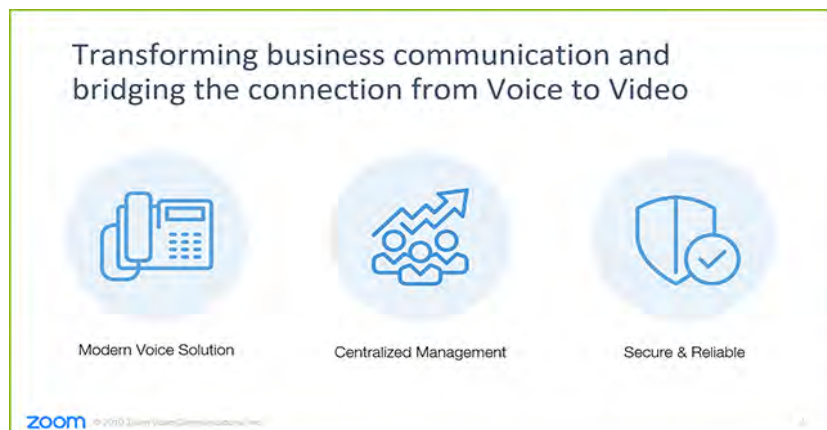 Transforming business communication and
bridging the connection from Voice to Video
Modern Voice Solution
Centralized Management
Secure & Reliable
zoom